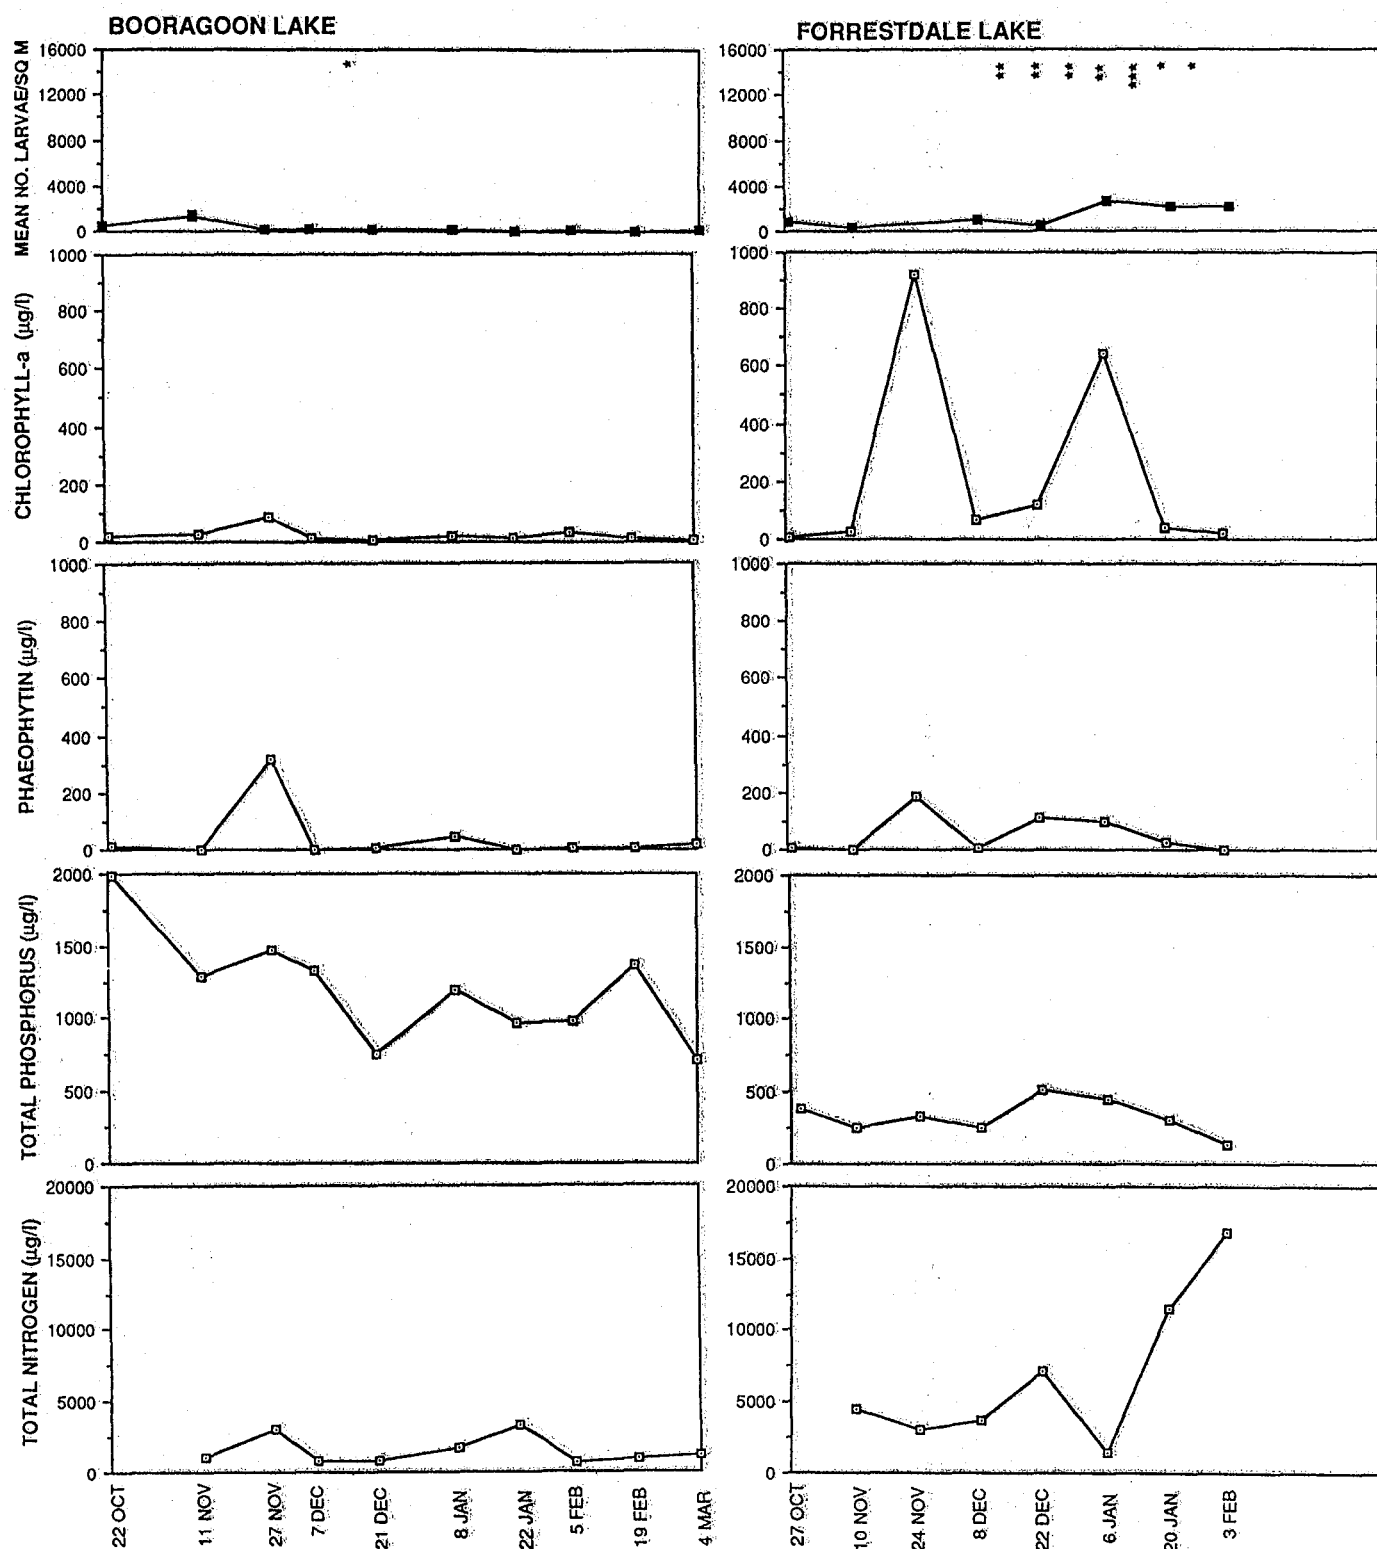 BOORAGOON LAKE
FORRESTDALE LAKE
MEAN NO. LARVAE/SQ M
16000
12000
8000
4000
0
*
16000
12000
8000
4000
0
** ** ** ** *** * *
CHLOROPHYLL-a (µg/l)
1000
800
600
400
200
0
1000
800
600
400
200
0
PHAEOPHYTIN (µg/l)
1000
800
600
400
200
0
1000
800
600
400
200
0
TOTAL PHOSPHORUS (µg/l)
2000
1500
1000
500
0
2000
1500
1000
500
0
TOTAL NITROGEN (µg/l)
20000
15000
10000
5000
0
20000
15000
10000
5000
0
22 OCT
11 NOV
27 NOV
7 DEC
21 DEC
8 JAN
22 JAN
5 FEB
19 FEB
4 MAR
27 OCT
10 NOV
24 NOV
8 DEC
22 DEC
6 JAN
20 JAN
3 FEB